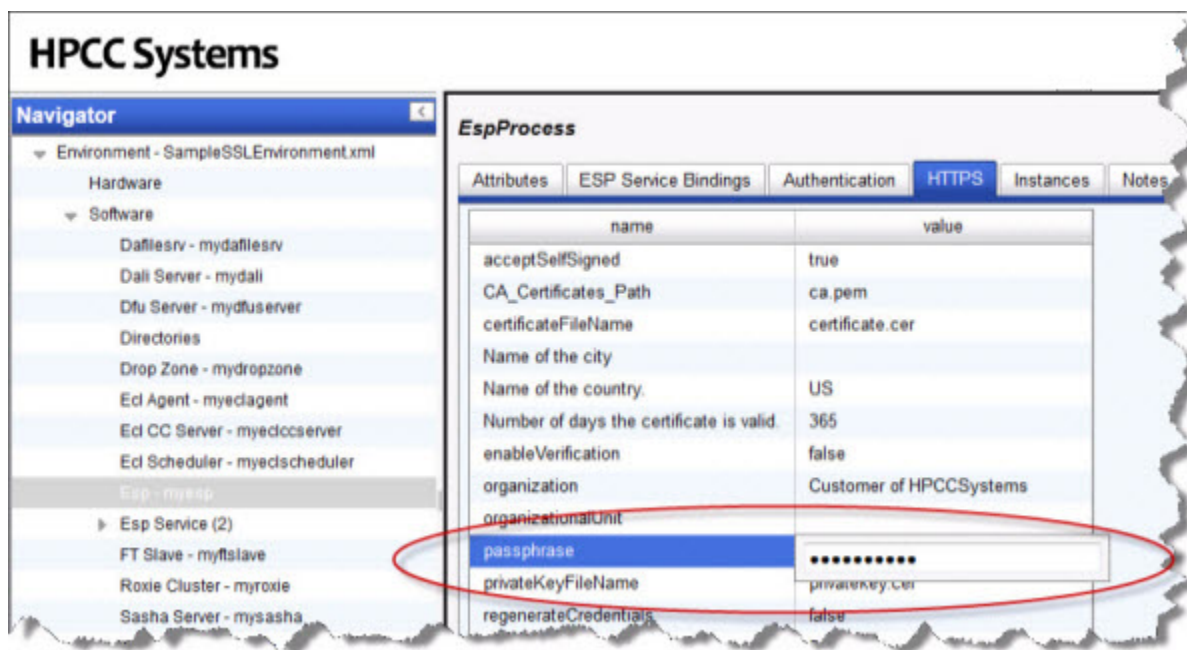 HPCC Systems
Navigator
Environment - SampleSSLEnvironment.xml
Hardware
Software
Dafilesrv - mydafilesrv
Dali Server - mydali
Dfu Server - mydfuserver
Directories
Drop Zone - mydropzone
Ecl Agent - myeclagent
Ecl CC Server - myeclccserver
Ecl Scheduler - myeclscheduler
Esp - myesp
Esp Service (2)
FT Slave - myftslave
Roxie Cluster - myroxie
Sasha Server - mysasha
EspProcess
Attributes ESP Service Bindings Authentication HTTPS Instances Notes
name value
acceptSelfSigned true
CA_Certificates_Path ca.pem
certificateFileName certificate.cer
Name of the city
Name of the country. US
Number of days the certificate is valid. 365
enableVerification false
organization Customer of HPCCSystems
organizationalUnit
passphrase ••••••••••
privateKeyFileName privateKey.cer
regenerateCredentials false